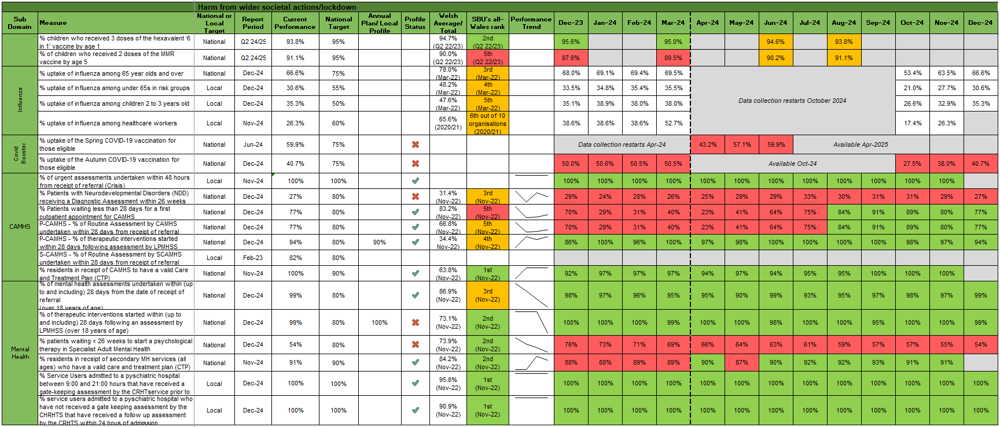 Harm from wider societal actions/lockdown
Sub Domain | Measure | National or Local Target | Report Period | Current Performance | National Target | Annual Plan/ Local Profile | Profile Status | Welsh Average/ Total | SBU's all-Wales rank | Performance Trend | Dec-23 | Jan-24 | Feb-24 | Mar-24 | Apr-24 | May-24 | Jun-24 | Jul-24 | Aug-24 | Sep-24 | Oct-24 | Nov-24 | Dec-24
% children who received 3 doses of the hexavalent '6 in 1' vaccine by age 1 | National | Q2 24/25 | 93.8% | 95% | 94.7% (Q2 22/23) | 2nd (Q2 22/23) | 95.6% | 95.0% | 94.6% | 93.8%
% of children who received 2 doses of the MMR vaccine by age 5 | National | Q2 24/25 | 91.1% | 95% | 90.0% (Q2 22/23) | 5th (Q2 22/23) | 87.6% | 89.5% | 90.2% | 91.1%
Influenza
% uptake of influenza among 65 year olds and over | National | Dec-24 | 66.6% | 75% | 78.0% (Mar-22) | 3rd (Mar-22) | 68.0% | 69.1% | 69.4% | 69.5% | 53.4% | 63.5% | 66.6%
% uptake of influenza among under 65s in risk groups | Local | Dec-24 | 30.6% | 55% | 48.2% (Mar-22) | 4th (Mar-22) | 33.5% | 34.8% | 35.4% | 35.5% | 21.0% | 27.7% | 30.6%
% uptake of influenza among children 2 to 3 years old | Local | Dec-24 | 35.3% | 50% | 47.6% (Mar-22) | 5th (Mar-22) | 35.1% | 38.9% | 38.0% | 38.0% | Data collection restarts October 2024 | 26.6% | 32.9% | 35.3%
% uptake of influenza among healthcare workers | Local | Nov-24 | 26.3% | 60% | 65.6% (2020/21) | 6th out of 10 organisations (2020/21) | 38.6% | 38.6% | 38.6% | 52.7% | 17.4% | 26.3%
Covid Booster
% uptake of the Spring COVID-19 vaccination for those eligible | National | Jun-24 | 59.9% | 75% | Data collection restarts Apr-24 | 43.2% | 57.1% | 59.9% | Available Apr-2025
% uptake of the Autumn COVID-19 vaccination for those eligible | National | Dec-24 | 40.7% | 75% | 50.0% | 50.6% | 50.5% | 50.5% | Available Oct-24 | 27.5% | 38.0% | 40.7%
CAMHS
% of urgent assessments undertaken within 48 hours from receipt of referral (Crisis) | Local | Nov-24 | 100% | 100% | 100% | 100% | 100% | 100% | 100% | 100% | 100% | 100% | 100% | 100% | 100% | 100%
% Patients with Neurodevelopmental Disorders (NDD) receiving a Diagnostic Assessment within 26 weeks | National | Dec-24 | 27% | 80% | 31.4% (Nov-22) | 3rd (Nov-22) | 29% | 24% | 28% | 26% | 25% | 29% | 29% | 33% | 30% | 31% | 31% | 29% | 27%
% Patients waiting less than 28 days for a first outpatient appointment for CAMHS | National | Dec-24 | 77% | 80% | 83.2% (Nov-22) | 5th (Nov-22) | 70% | 29% | 31% | 40% | 23% | 41% | 64% | 75% | 84% | 91% | 89% | 80% | 77%
P-CAMHS - % of Routine Assessment by CAMHS undertaken within 28 days from receipt of referral | National | Dec-24 | 77% | 80% | 66.8% (Nov-22) | 5th (Nov-22) | 70% | 29% | 31% | 40% | 23% | 41% | 64% | 75% | 84% | 91% | 89% | 80% | 77%
P-CAMHS - % of therapeutic interventions started within 28 days following assessment by LPMHSS | National | Dec-24 | 94% | 80% | 90% | 34.4% Nov-22) | 4th (Nov-22) | 86% | 100% | 96% | 100% | 97% | 98% | 100% | 100% | 100% | 100% | 98% | 97% | 94%
S-CAMHS - % of Routine Assessment by SCAMHS undertaken within 28 days from receipt of referral | Local | Feb-23 | 82% | 80%
% residents in receipt of CAMHS to have a valid Care and Treatment Plan (CTP) | National | Nov-24 | 100% | 90% | 63.8% (Nov-22) | 1st (Nov-22) | 92% | 97% | 97% | 97% | 94% | 97% | 94% | 95% | 95% | 100% | 100% | 100%
Mental Health
% of mental health assessments undertaken within (up to and including) 28 days from the date of receipt of referral (over 18 years of age) | National | Dec-24 | 99% | 80% | 86.9% (Nov-22) | 3rd (Nov-22) | 98% | 97% | 96% | 95% | 95% | 90% | 99% | 93% | 95% | 97% | 98% | 97% | 99%
% of therapeutic interventions started within (up to and including) 28 days following an assessment by LPMHSS (over 18 years of age) | National | Dec-24 | 99% | 80% | 100% | 73.1% (Nov-22) | 2nd (Nov-22) | 100% | 100% | 100% | 99% | 100% | 100% | 98% | 100% | 100% | 95% | 100% | 100% | 99%
% patients waiting < 26 weeks to start a psychological therapy in Specialist Adult Mental Health | National | Dec-24 | 54% | 80% | 73.9% (Nov-22) | 2nd (Nov-22) | 76% | 73% | 71% | 69% | 66% | 64% | 63% | 61% | 59% | 57% | 57% | 55% | 54%
% residents in receipt of secondary MH services (all ages) who have a valid care and treatment plan (CTP) | National | Nov-24 | 91% | 90% | 84.2% (Nov-22) | 2nd (Nov-22) | 88% | 88% | 89% | 89% | 90% | 87% | 90% | 92% | 92% | 93% | 91% | 91%
% Service Users admitted to a pyschiatric hospital between 9:00 and 21:00 hours that have received a gate-keeping assessment by the CRHTservice prior to | Local | Dec-24 | 100% | 100% | 95.8% (Nov-22) | 1st (Nov-22) | 100% | 100% | 100% | 100% | 100% | 100% | 100% | 100% | 100% | 100% | 100% | 100% | 100%
% service users admitted to a pyschiatric hospital who have not received a gate keeping assessment by the CHRHTS that have received a follow up assessment by the CRHTS within 24 hous of admission | Local | Dec-24 | 100% | 100% | 90.9% (Nov-22) | 1st (Nov-22) | 100% | 100% | 100% | 100% | 100% | 100% | 100% | 100% | 100% | 100% | 100% | 100% | 100%